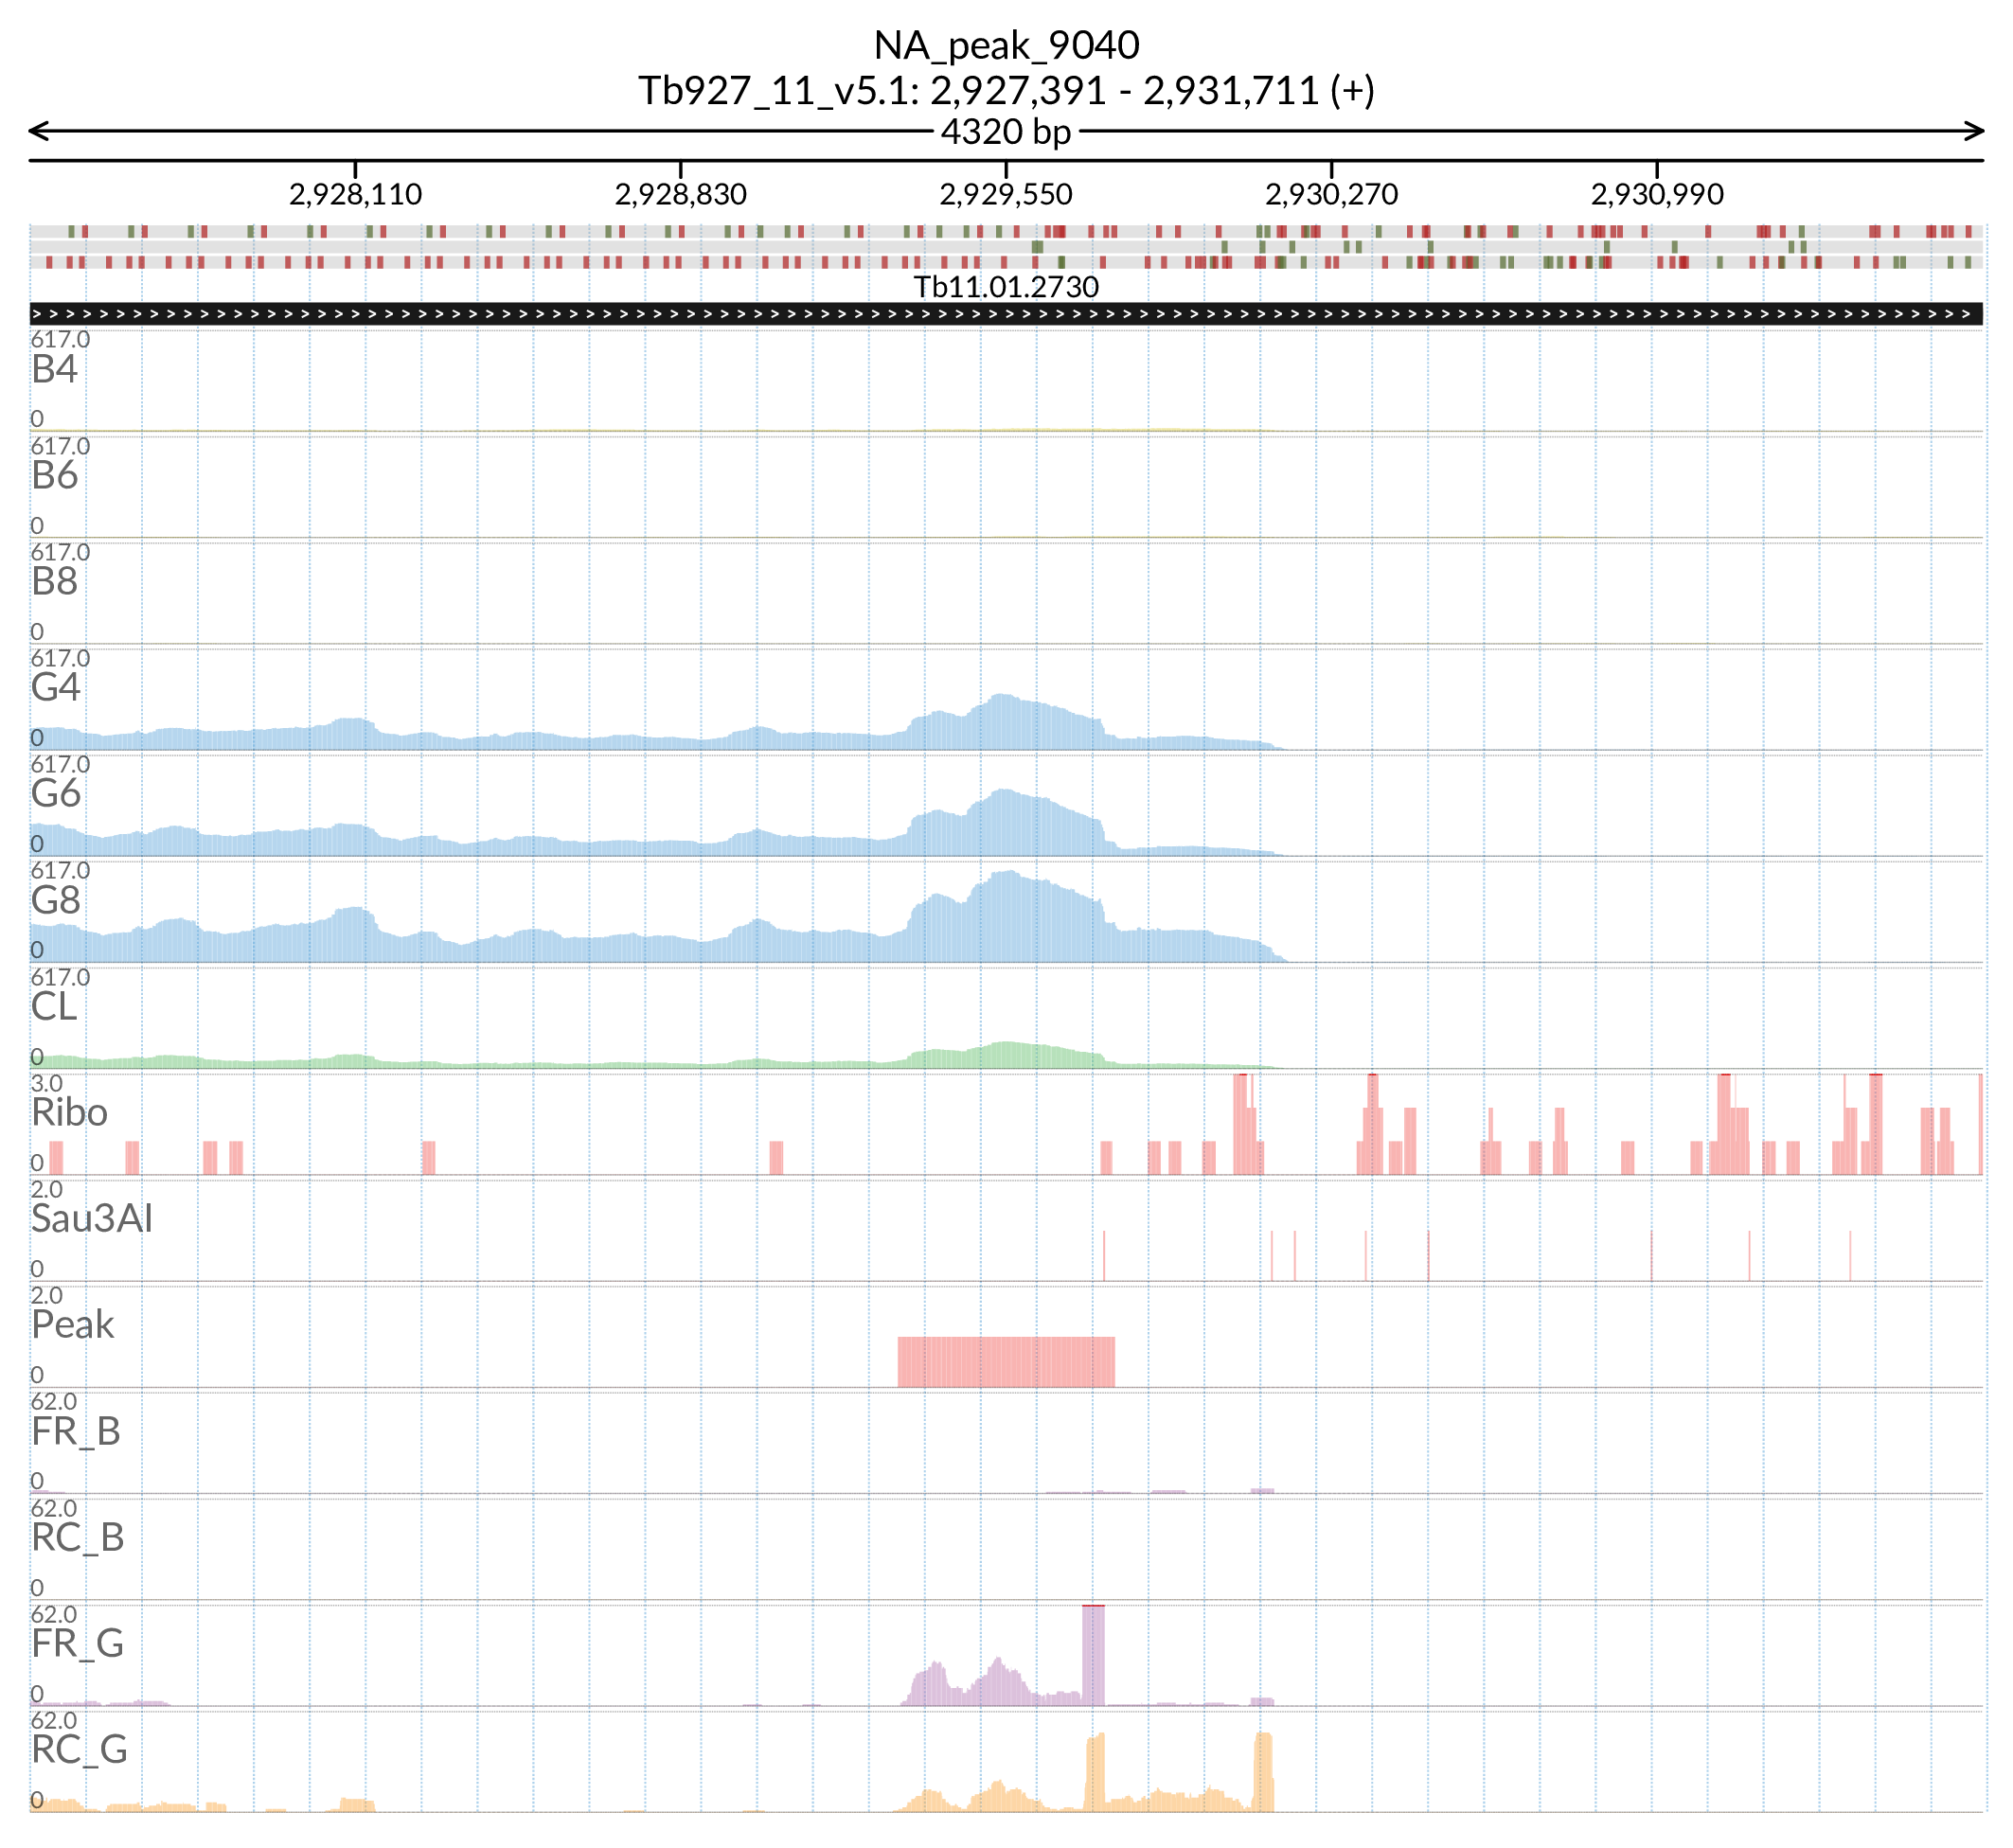 NA_peak_9040
Tb927_11_v5.1: 2,927,391 - 2,931,711 (+)
4320 bp
2,928,110 2,928,830 2,929,550 2,930,270 2,930,990
Tb11.01.2730
617.0
B4
0
617.0
B6
0
617.0
B8
0
617.0
G4
0
617.0
G6
0
617.0
G8
0
617.0
CL
0
3.0
Ribo
0
2.0
Sau3AI
0
2.0
Peak
0
62.0
FR_B
0
62.0
RC_B
0
62.0
FR_G
0
62.0
RC_G
0